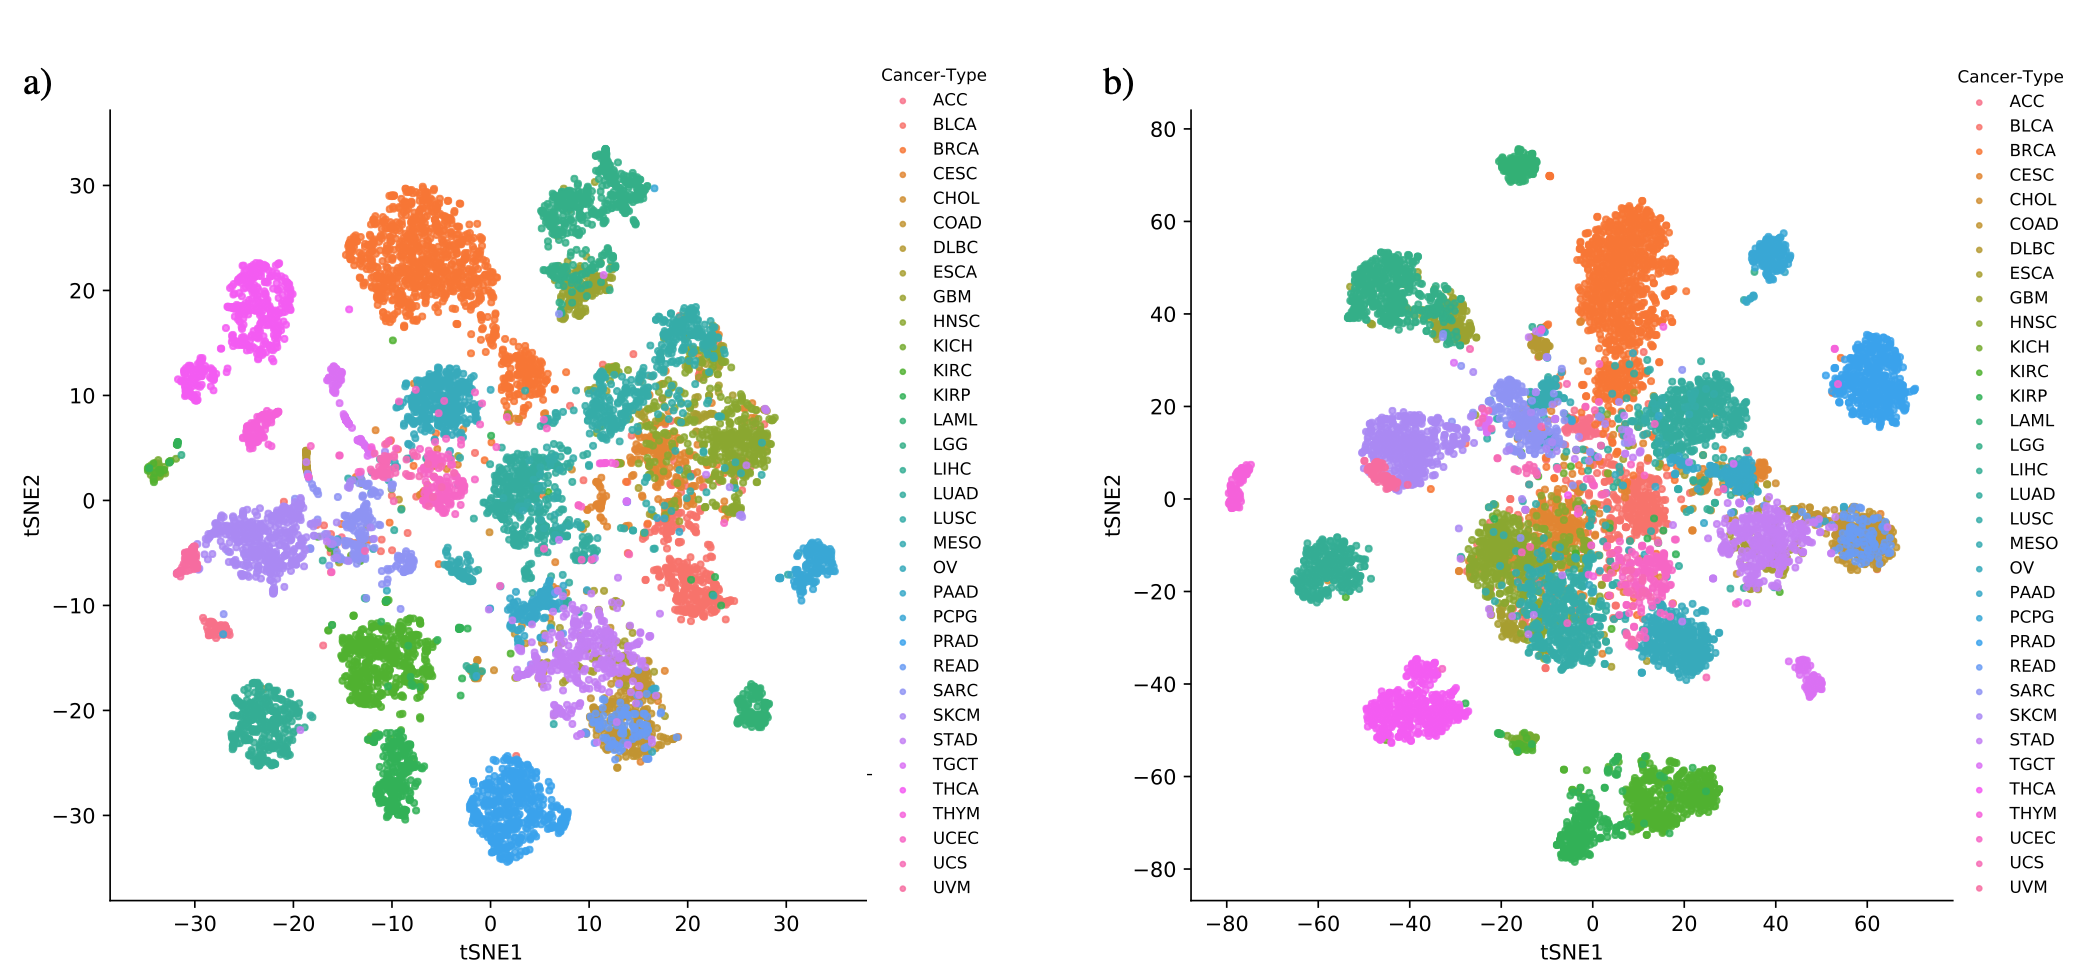 a)
Cancer-Type
ACC
BLCA
BRCA
CESC
CHOL
COAD
DLBC
ESCA
GBM
HNSC
KICH
KIRC
KIRP
LAML
LGG
LIHC
LUAD
LUSC
MESO
OV
PAAD
PCPG
PRAD
READ
SARC
SKCM
STAD
TGCT
THCA
THYM
UCEC
UCS
UVM
tSNE2
30
20
10
0
−10
−20
−30
−30
−20
−10
0
10
20
30
tSNE1
b)
Cancer-Type
ACC
BLCA
BRCA
CESC
CHOL
COAD
DLBC
ESCA
GBM
HNSC
KICH
KIRC
KIRP
LAML
LGG
LIHC
LUAD
LUSC
MESO
OV
PAAD
PCPG
PRAD
READ
SARC
SKCM
STAD
TGCT
THCA
THYM
UCEC
UCS
UVM
tSNE2
80
60
40
20
0
−20
−40
−60
−80
−80
−60
−40
−20
0
20
40
60
tSNE1